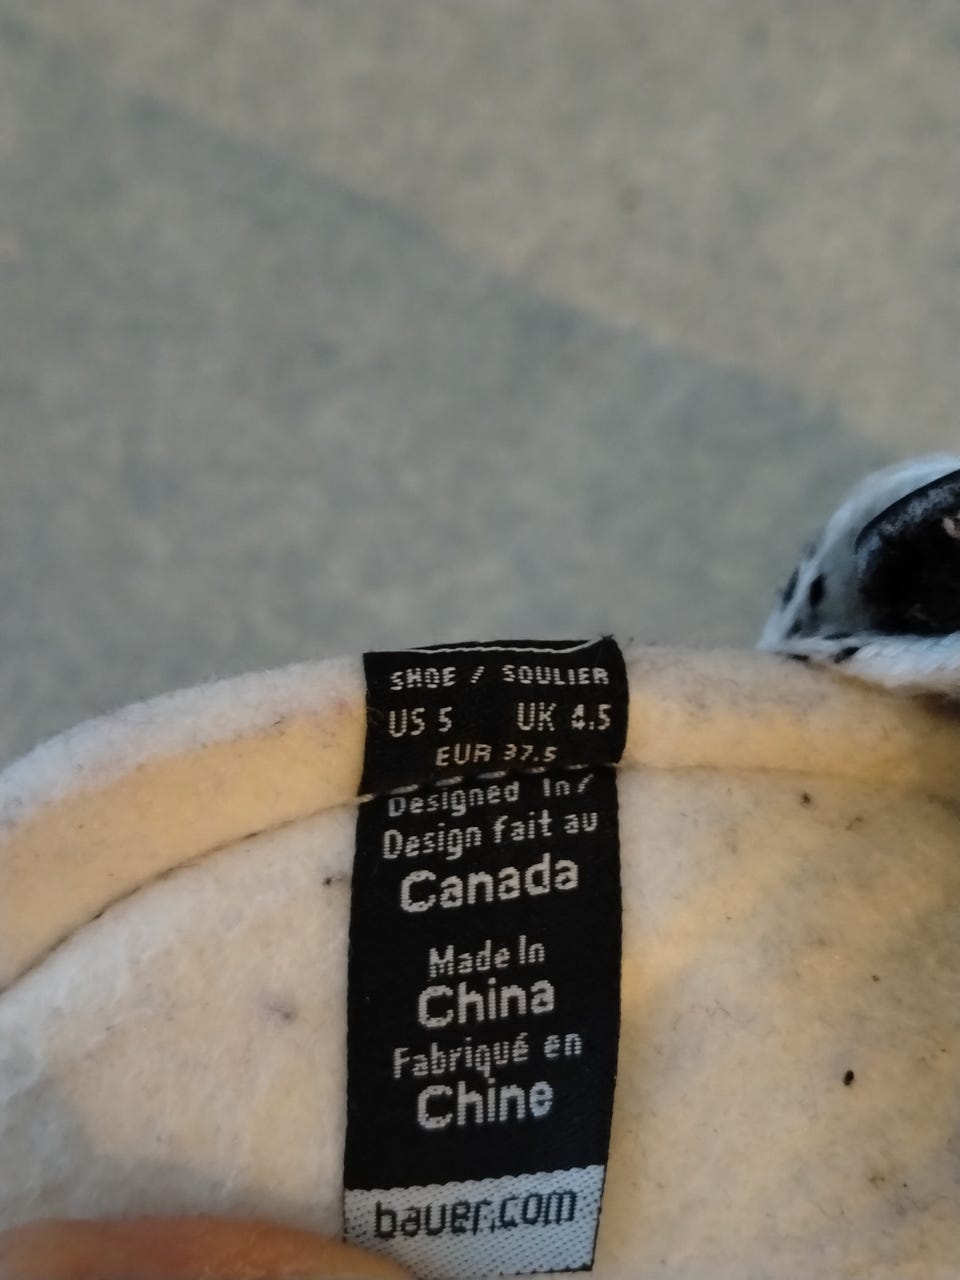 SHOE / SOULIER
US 5 UK 4.5
EUR 37.5
Designed In/
Design fait au
Canada
Made In
China
Fabriqué en
Chine
bauer.com